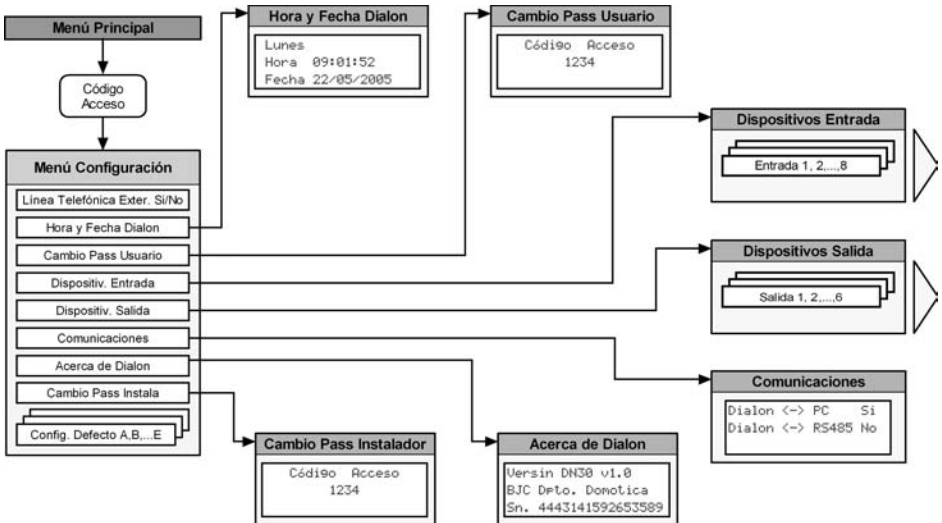 Menú Principal
Código
Acceso
Menú Configuración
Línea Telefónica Exter. Si/No
Hora y Fecha Dialon
Cambio Pass Usuario
Dispositiv. Entrada
Dispositiv. Salida
Comunicaciones
Acerca de Dialon
Cambio Pass Instala
Config. Defecto A,B,...E
Hora y Fecha Dialon
Lunes
Hora 09:01:52
Fecha 22/05/2005
Cambio Pass Usuario
Código Acceso
1234
Dispositivos Entrada
Entrada 1, 2,...,8
Dispositivos Salida
Salida 1, 2,...,6
Comunicaciones
Dialon <-> PC Si
Dialon <-> RS485 No
Cambio Pass Instalador
Código Acceso
1234
Acerca de Dialon
Versin DN30 v1.0
BJC Dpto. Domotica
Sn. 4443141592653589